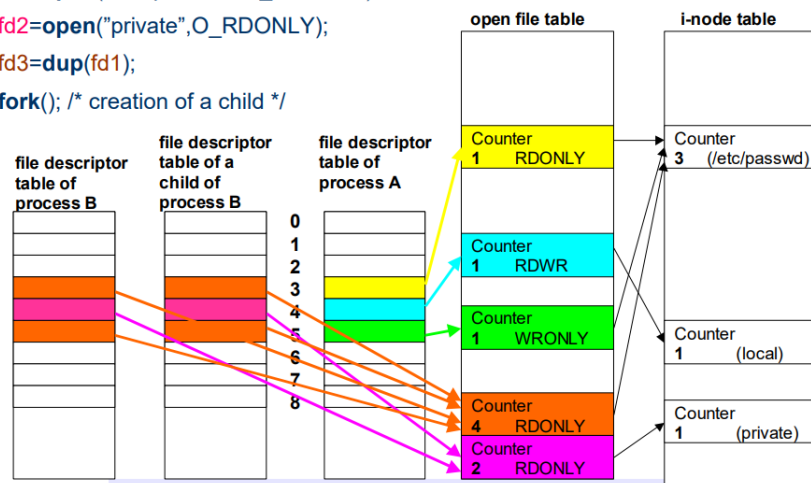 fd2=open(”private”,O_RDONLY);
fd3=dup(fd1);
fork(); /* creation of a child */
file descriptor
table of
process B
file descriptor
table of a
child of
process B
file descriptor
table of
process A
0
1
2
3
4
5
6
7
8
open file table
Counter
1 RDONLY
Counter
1 RDWR
Counter
1 WRONLY
Counter
4 RDONLY
Counter
2 RDONLY
i-node table
Counter
3 (/etc/passwd)
Counter
1 (local)
Counter
1 (private)